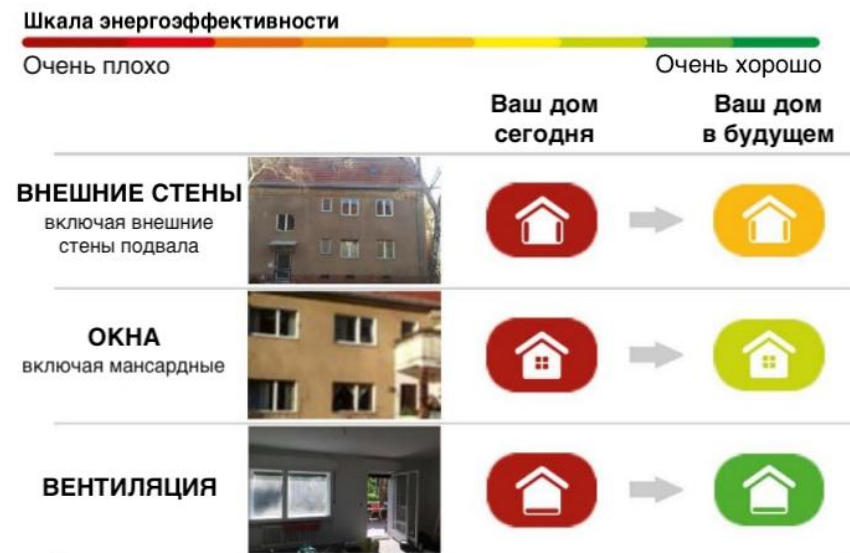 Шкала энергоэффективности
Очень плохо
Очень хорошо
Ваш дом
сегодня
Ваш дом
в будущем
ВНЕШНИЕ СТЕНЫ
включая внешние
стены подвала
ОКНА
включая мансардные
ВЕНТИЛЯЦИЯ